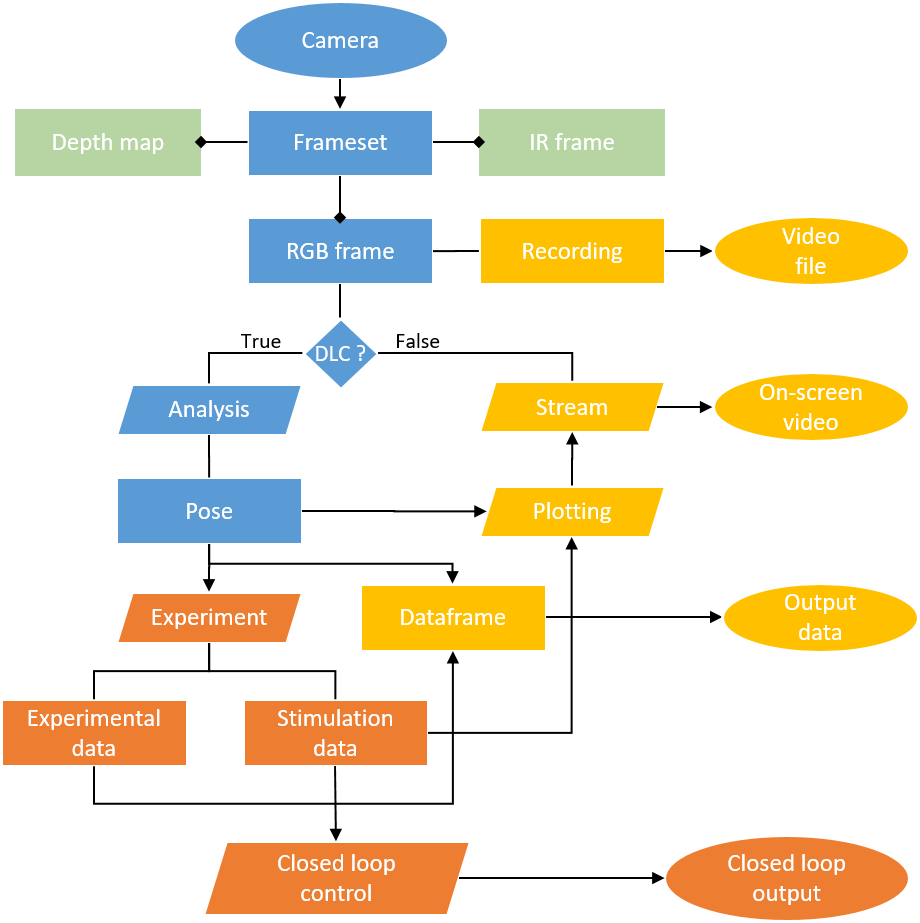 Camera
Depth map
Frameset
IR frame
RGB frame
Recording
Video
file
True
DLC ?
False
Analysis
Stream
On-screen
video
Pose
Plotting
Experiment
Dataframe
Output
data
Experimental
data
Stimulation
data
Closed loop
control
Closed loop
output